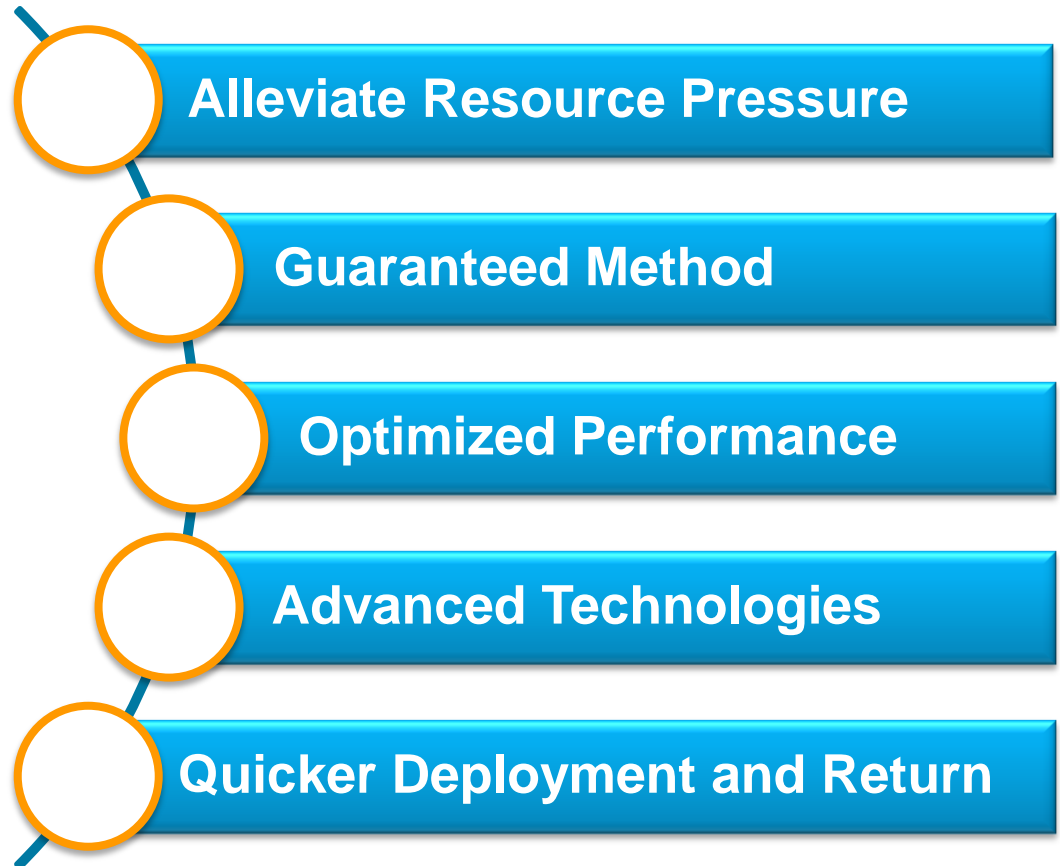 Alleviate Resource Pressure
Guaranteed Method
Optimized Performance
Advanced Technologies
Quicker Deployment and Return